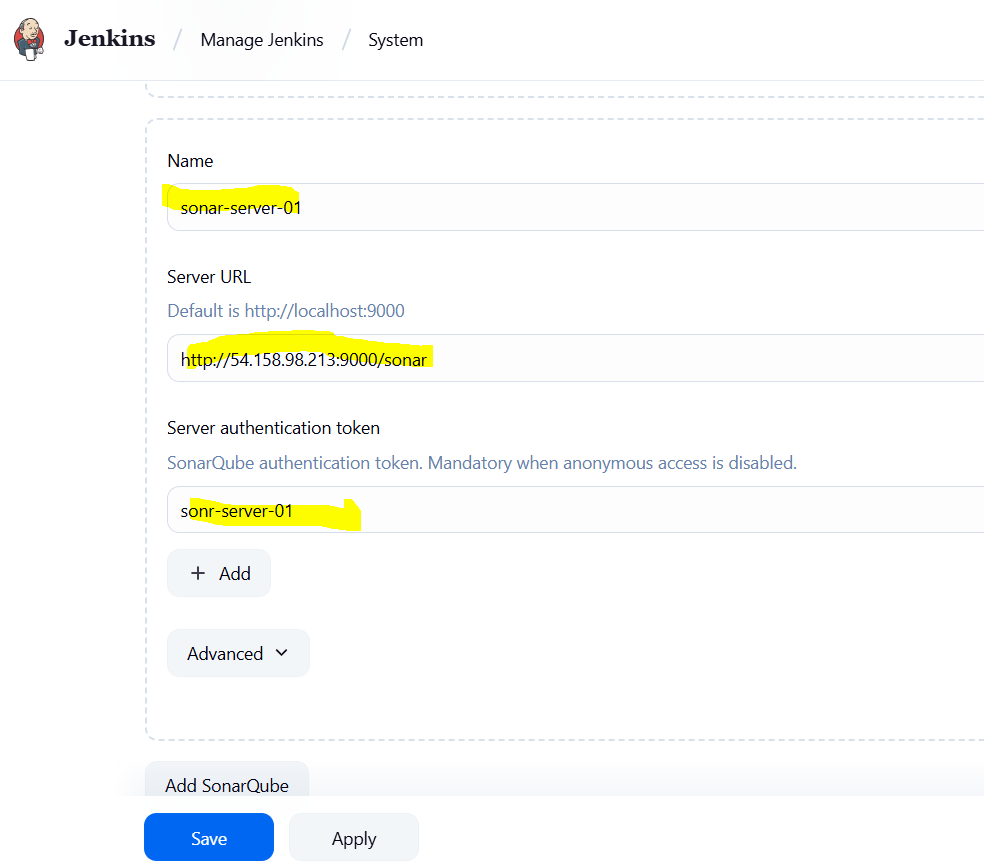 Jenkins / Manage Jenkins / System
Name
sonar-server-01
Server URL
Default is http://localhost:9000
http://54.158.98.213:9000/sonar
Server authentication token
SonarQube authentication token. Mandatory when anonymous access is disabled.
sonr-server-01
+ Add
Advanced
Add SonarQube
Save Apply